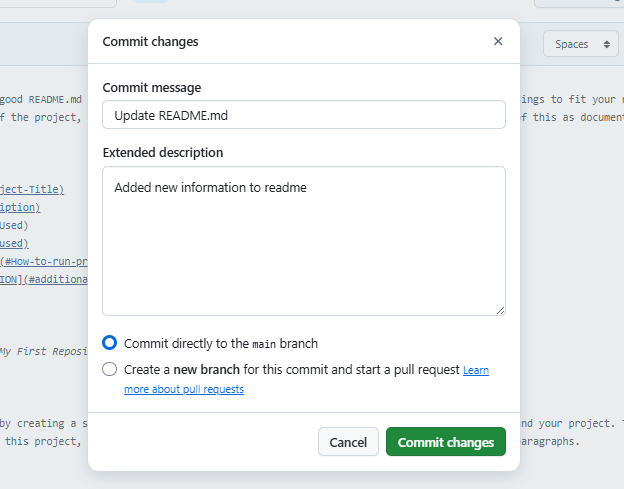 Commit changes
Spaces
good README.md
ings to fit your
f the project,
f this as document
Commit message
Update README.md
Extended description
Added new information to readme
ject-Title)
iption)
Used)
used)
(#How-to-run-pr
ION](#additiona
My First Reposi
Commit directly to the main branch
Create a new branch for this commit and start a pull request Learn
more about pull requests
by creating a s
nd your project.
this project,
aragraphs.
Cancel
Commit changes